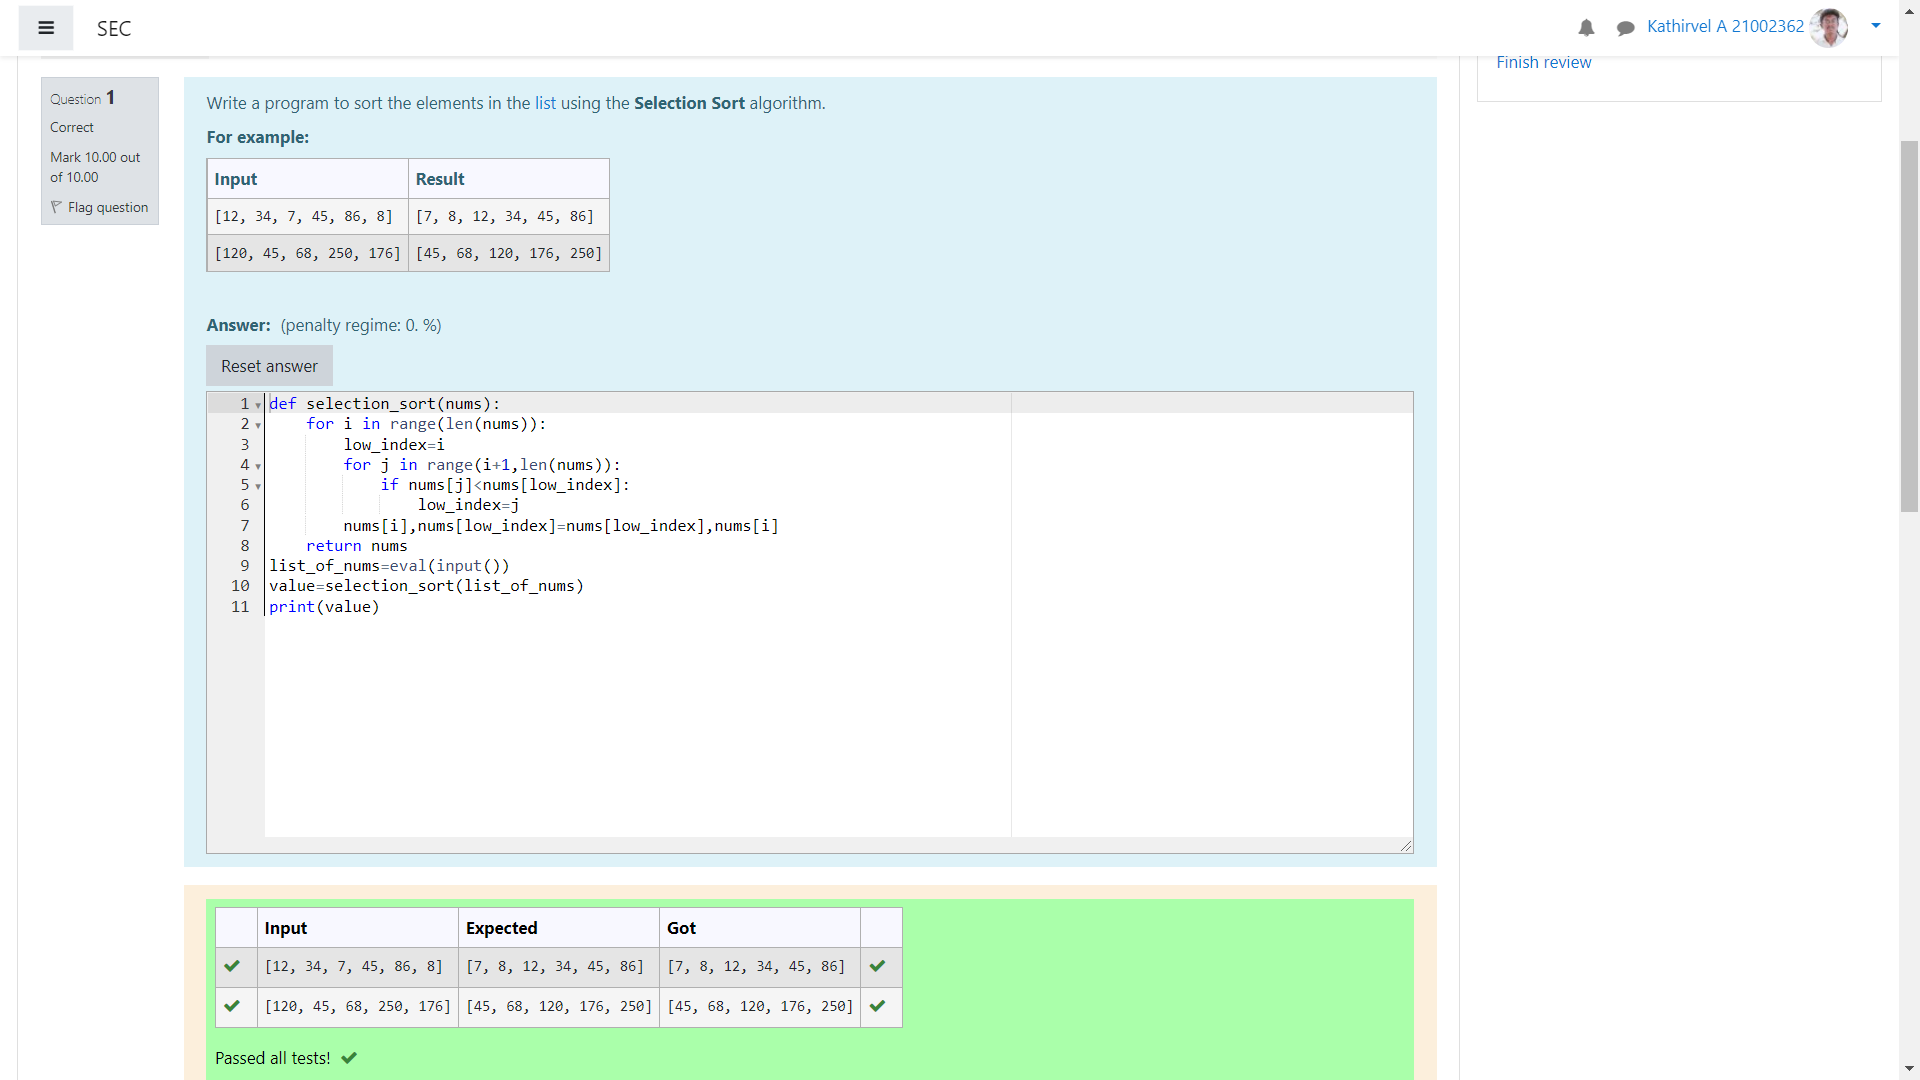 SEC
Kathirvel A 21002362
Finish review
Question 1
Correct
Mark 10.00 out
of 10.00
Flag question
Write a program to sort the elements in the list using the Selection Sort algorithm.
For example:
Input Result
[12, 34, 7, 45, 86, 8] [7, 8, 12, 34, 45, 86]
[120, 45, 68, 250, 176] [45, 68, 120, 176, 250]
Answer: (penalty regime: 0. %)
Reset answer
1 def selection_sort(nums):
2     for i in range(len(nums)):
3         low_index=i
4         for j in range(i+1,len(nums)):
5             if nums[j]<nums[low_index]:
6                 low_index=j
7         nums[i],nums[low_index]=nums[low_index],nums[i]
8     return nums
9 list_of_nums=eval(input())
10 value=selection_sort(list_of_nums)
11 print(value)
Input Expected Got
[12, 34, 7, 45, 86, 8] [7, 8, 12, 34, 45, 86] [7, 8, 12, 34, 45, 86]
[120, 45, 68, 250, 176] [45, 68, 120, 176, 250] [45, 68, 120, 176, 250]
Passed all tests!